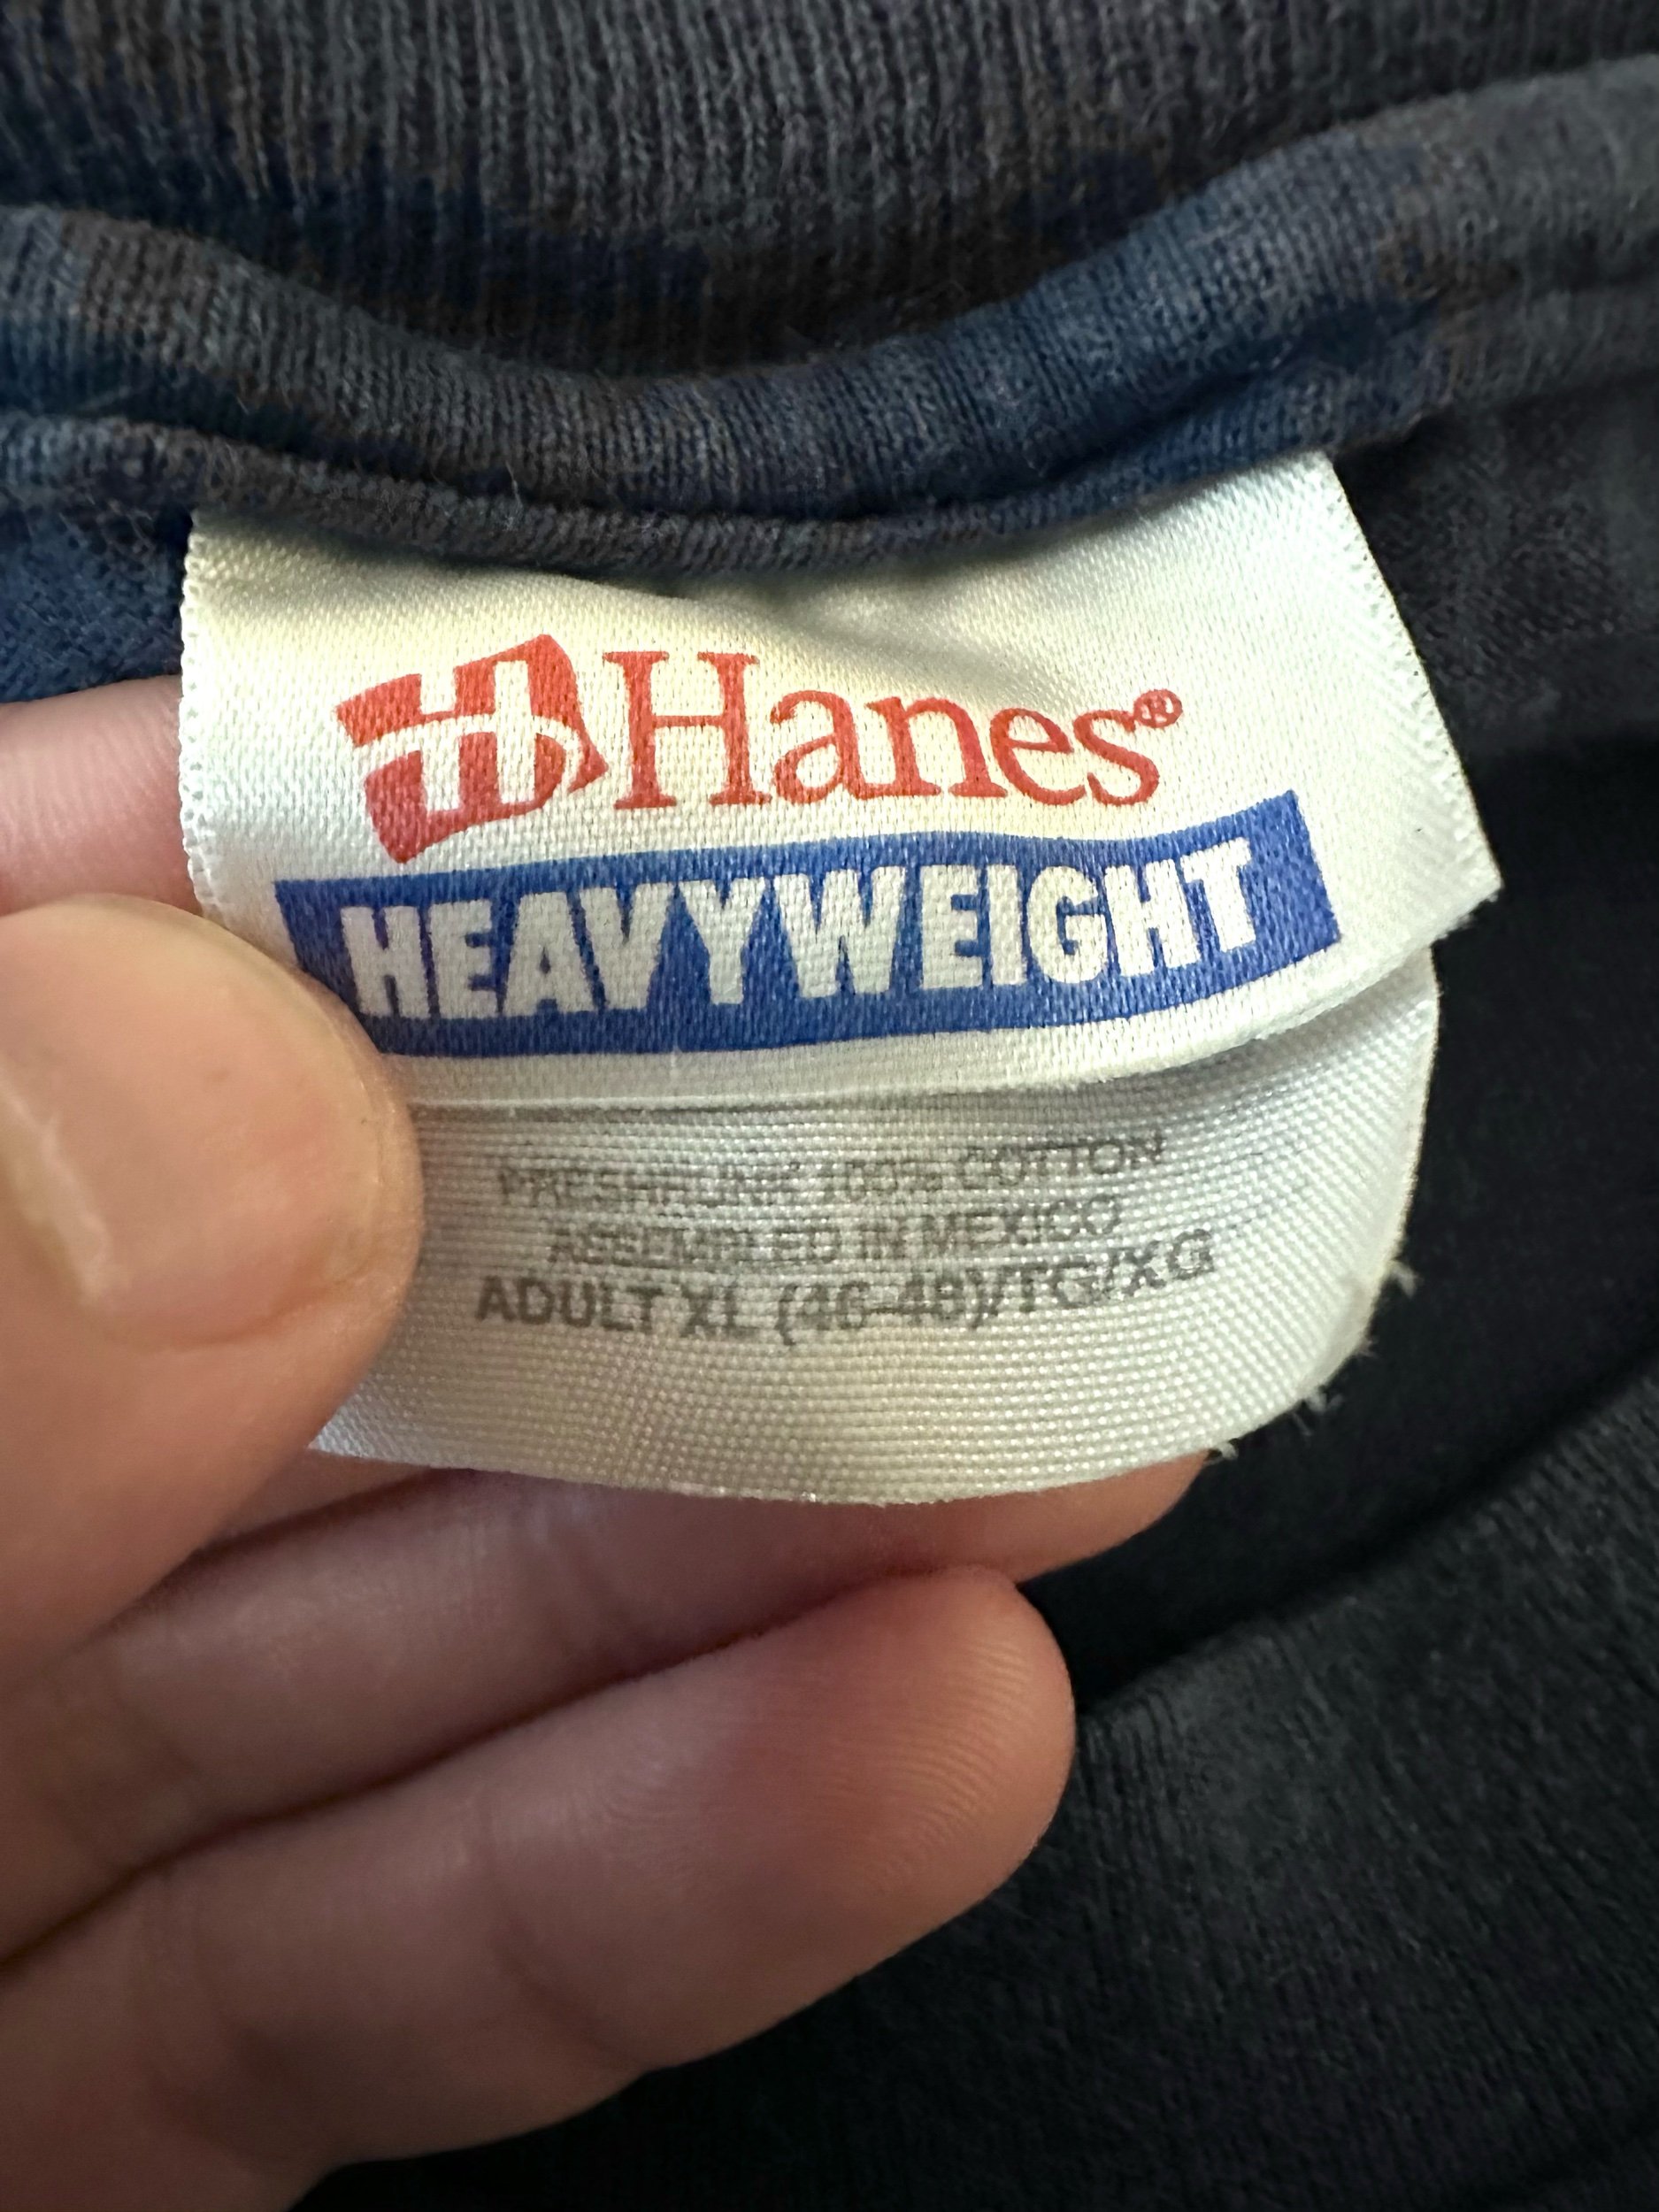 Hanes®
HEAVYWEIGHT
PRESHRUNK 100% COTTON
ASSEMBLED IN MEXICO
ADULT XL (46-48)/TG/XG